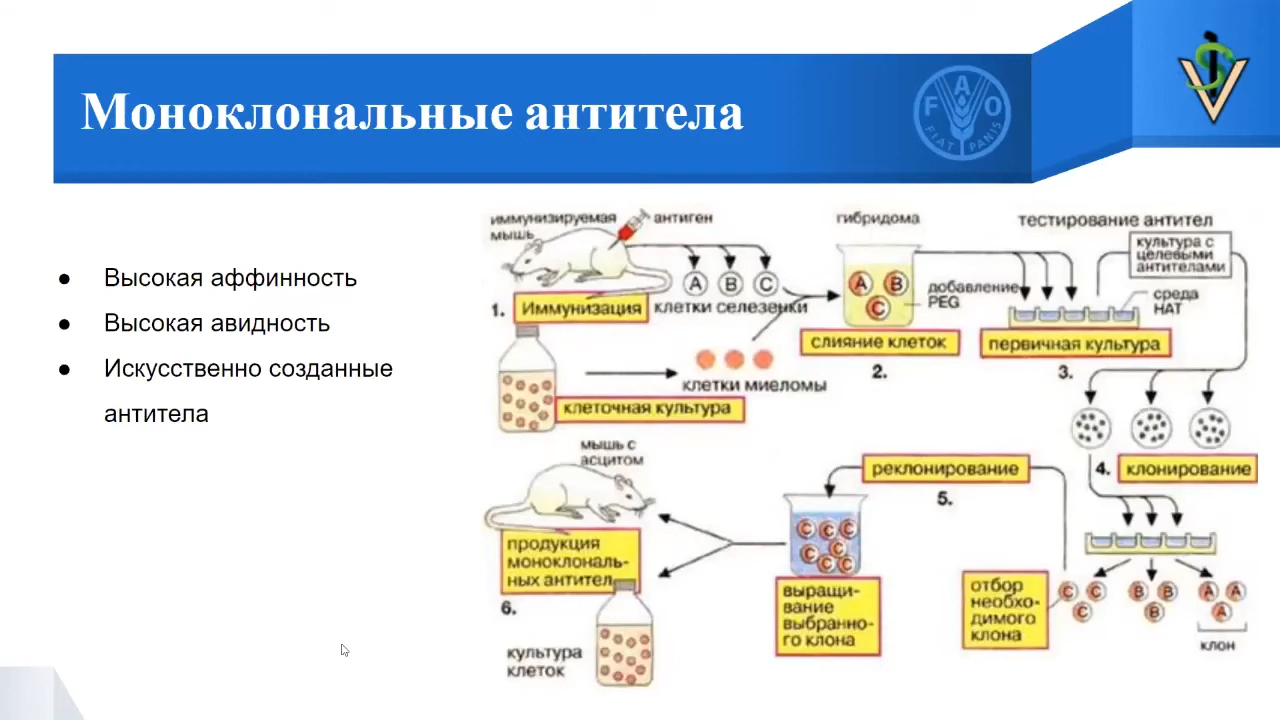 Моноклональные антитела
F A O
FIAT PANIS
● Высокая аффинность
● Высокая авидность
● Искусственно созданные
антитела
иммунизируемая
мышь
антиген
A B C
1. Иммунизация
клетки селезенки
клетки миеломы
клеточная культура
гибридома
A B
C
добавление
PEG
слияние клеток
2.
тестирование антител
культура с
целевыми
антителами
среда
HAT
первичная культура
3.
4. клонирование
C C
C
B B
B
A A
A
клон
отбор
необхо-
димого
клона
реклонирование
5.
C C C
C
C C C
C
выращи-
вание
выбранно-
го клона
мышь с
асцитом
продукция
моноклональ-
ных антител
6.
культура
клеток